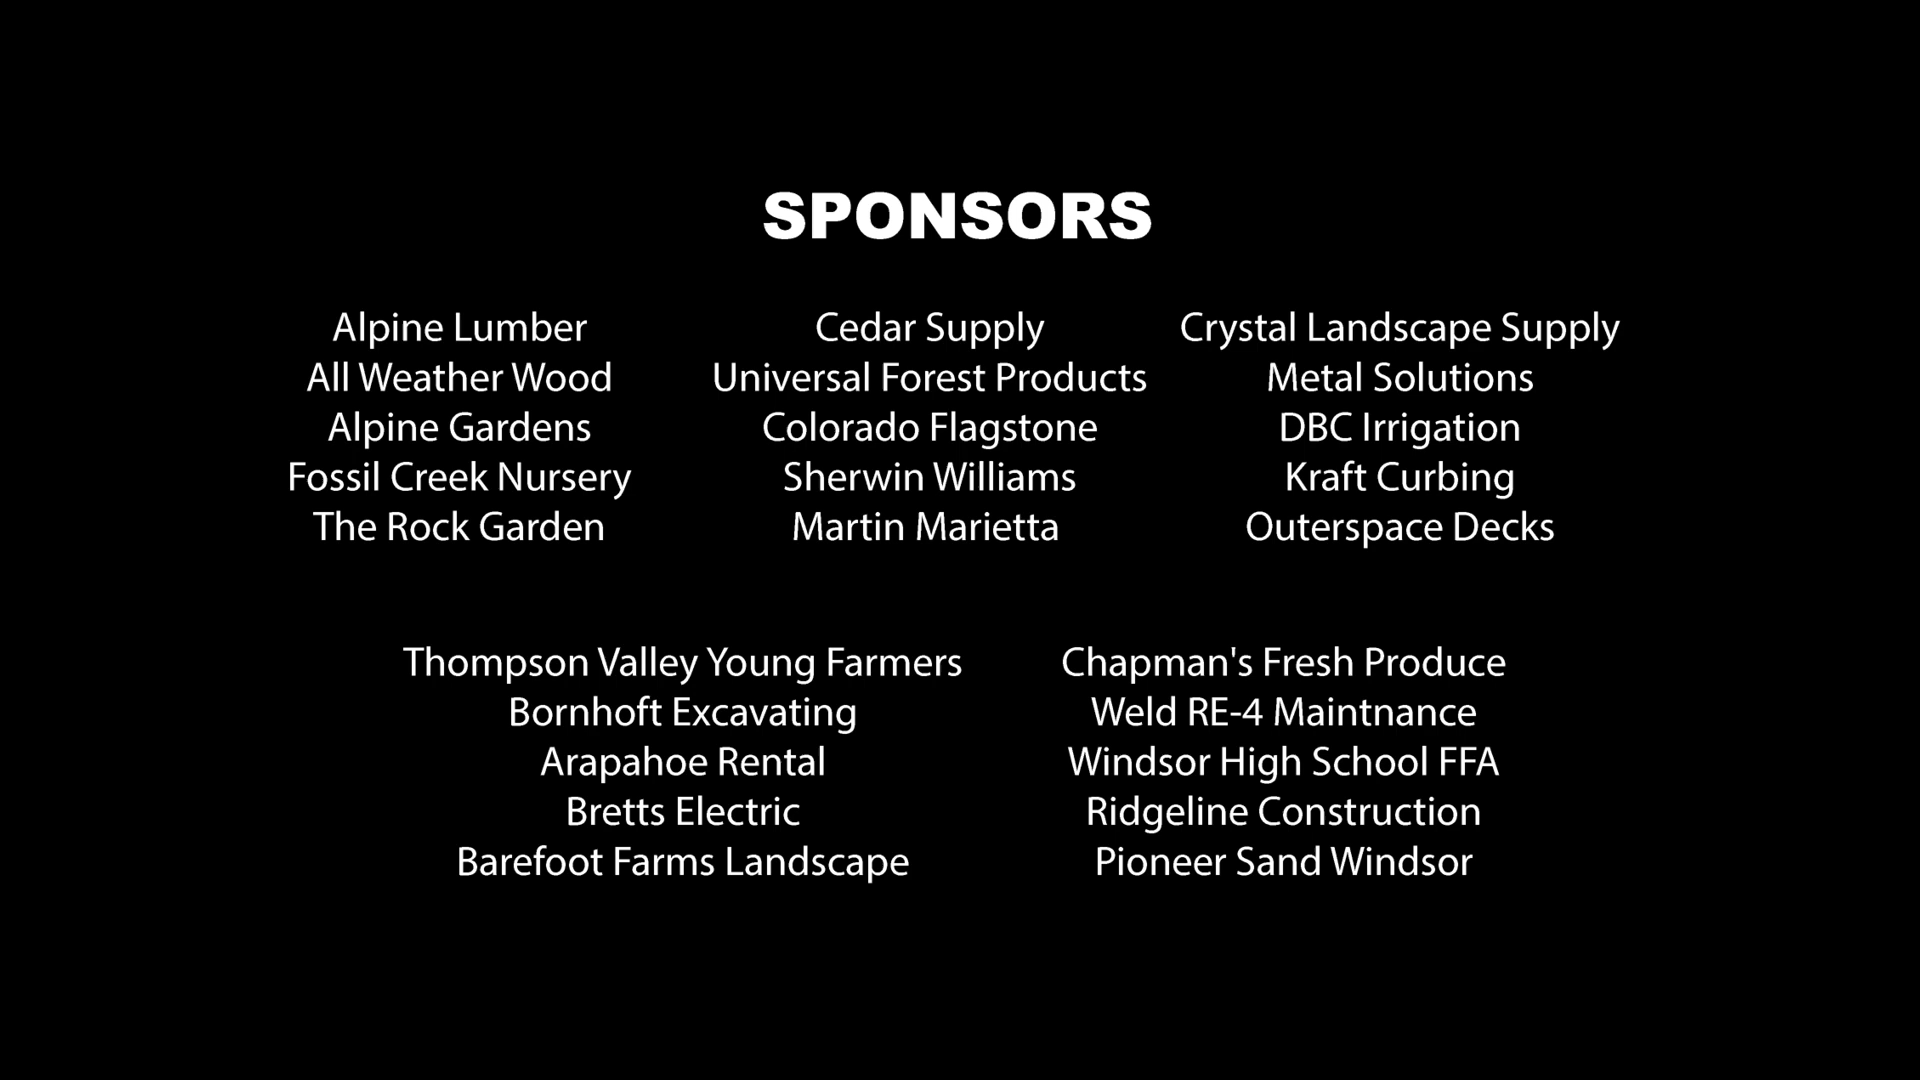 SPONSORS
Alpine Lumber
All Weather Wood
Alpine Gardens
Fossil Creek Nursery
The Rock Garden
Cedar Supply
Universal Forest Products
Colorado Flagstone
Sherwin Williams
Martin Marietta
Crystal Landscape Supply
Metal Solutions
DBC Irrigation
Kraft Curbing
Outerspace Decks
Thompson Valley Young Farmers
Bornhoft Excavating
Arapahoe Rental
Bretts Electric
Barefoot Farms Landscape
Chapman's Fresh Produce
Weld RE-4 Maintnance
Windsor High School FFA
Ridgeline Construction
Pioneer Sand Windsor